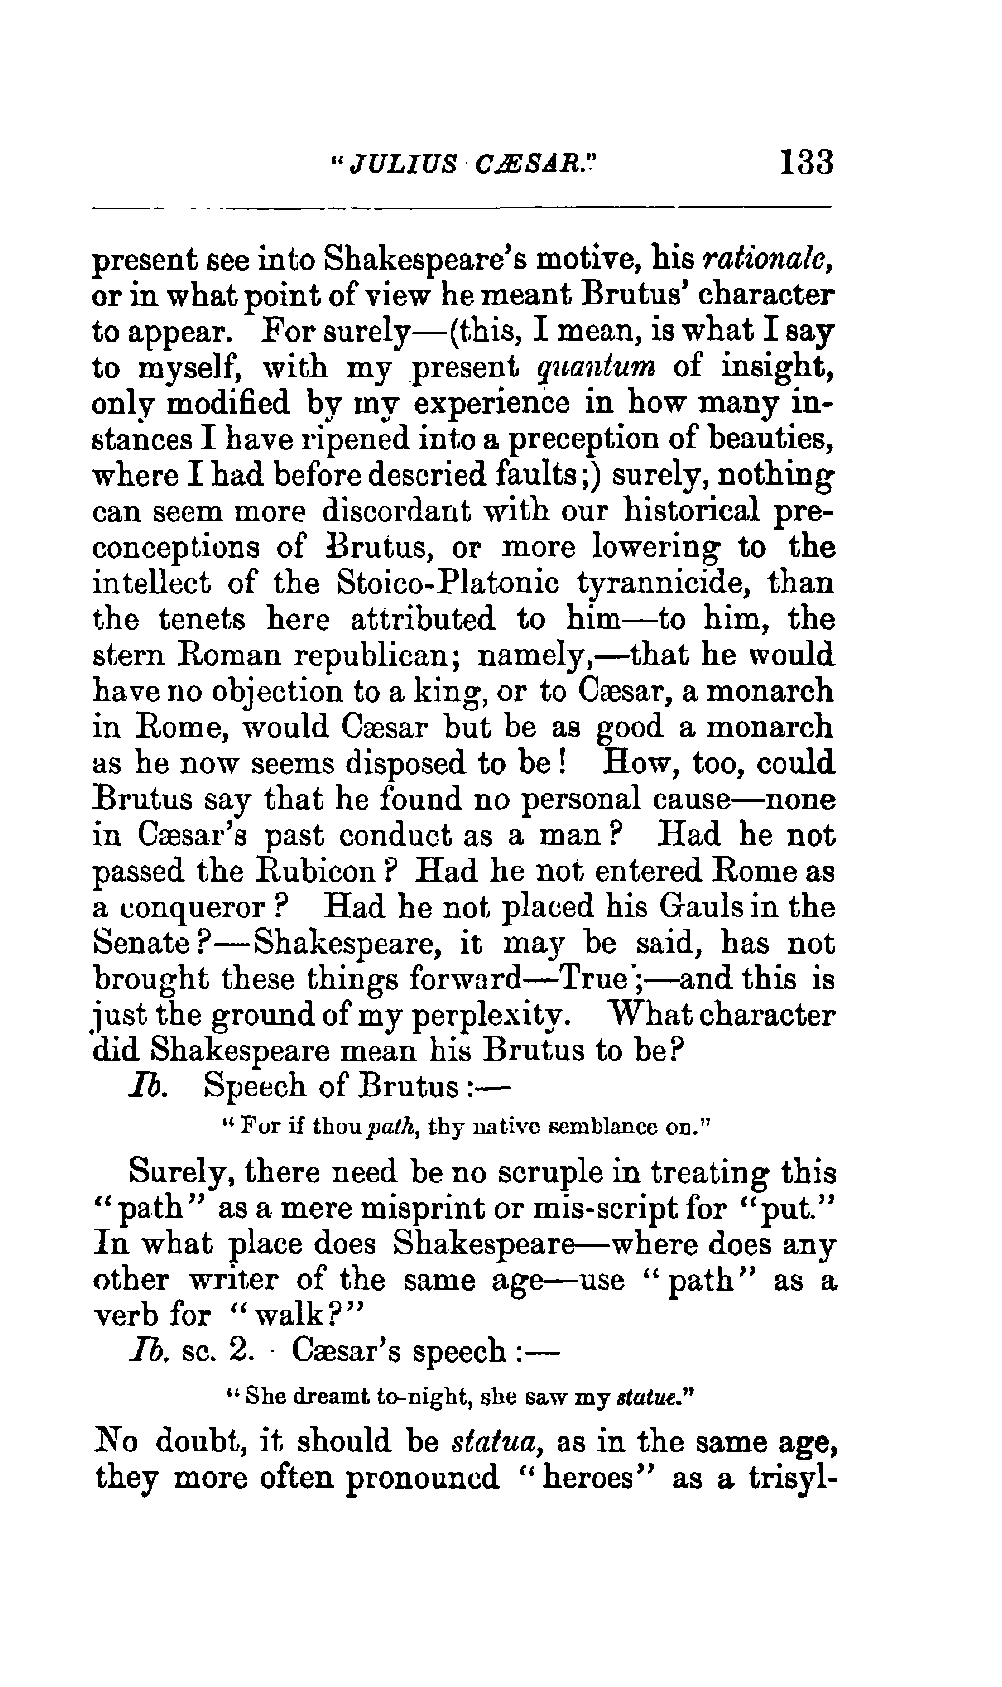 "JULIUS CÆSAR." 133
present see into Shakespeare's motive, his rationale,
or in what point of view he meant Brutus' character
to appear. For surely—(this, I mean, is what I say
to myself, with my present quantum of insight,
only modified by my experience in how many in-
stances I have ripened into a preception of beauties,
where I had before descried faults;) surely, nothing
can seem more discordant with our historical pre-
conceptions of Brutus, or more lowering to the
intellect of the Stoico-Platonic tyrannicide, than
the tenets here attributed to him—to him, the
stern Roman republican; namely,—that he would
have no objection to a king, or to Cæsar, a monarch
in Rome, would Cæsar but be as good a monarch
as he now seems disposed to be! How, too, could
Brutus say that he found no personal cause—none
in Cæsar's past conduct as a man? Had he not
passed the Rubicon? Had he not entered Rome as
a conqueror? Had he not placed his Gauls in the
Senate?—Shakespeare, it may be said, has not
brought these things forward—True;—and this is
just the ground of my perplexity. What character
did Shakespeare mean his Brutus to be?
Ib. Speech of Brutus:—
"For if thou path, thy native semblance on."
Surely, there need be no scruple in treating this
"path" as a mere misprint or mis-script for "put."
In what place does Shakespeare—where does any
other writer of the same age—use "path" as a
verb for "walk?"
Ib. sc. 2. Cæsar's speech:—
"She dreamt to-night, she saw my statue."
No doubt, it should be statua, as in the same age,
they more often pronounced "heroes" as a trisyl-